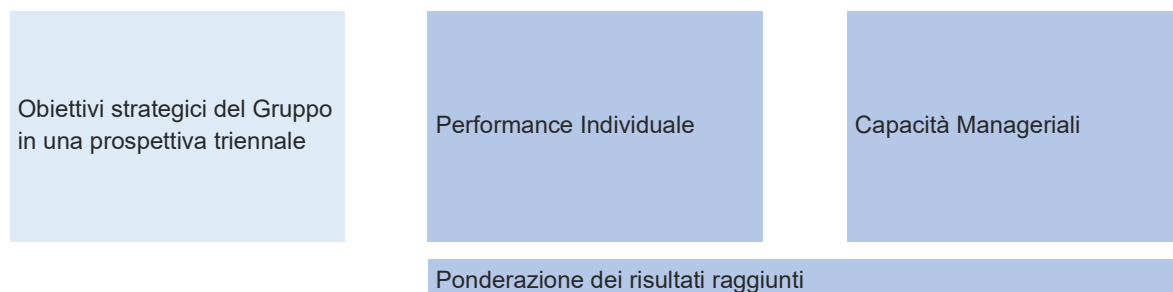 Obiettivi strategici del Gruppo
in una prospettiva triennale
Performance Individuale
Capacità Manageriali
Ponderazione dei risultati raggiunti